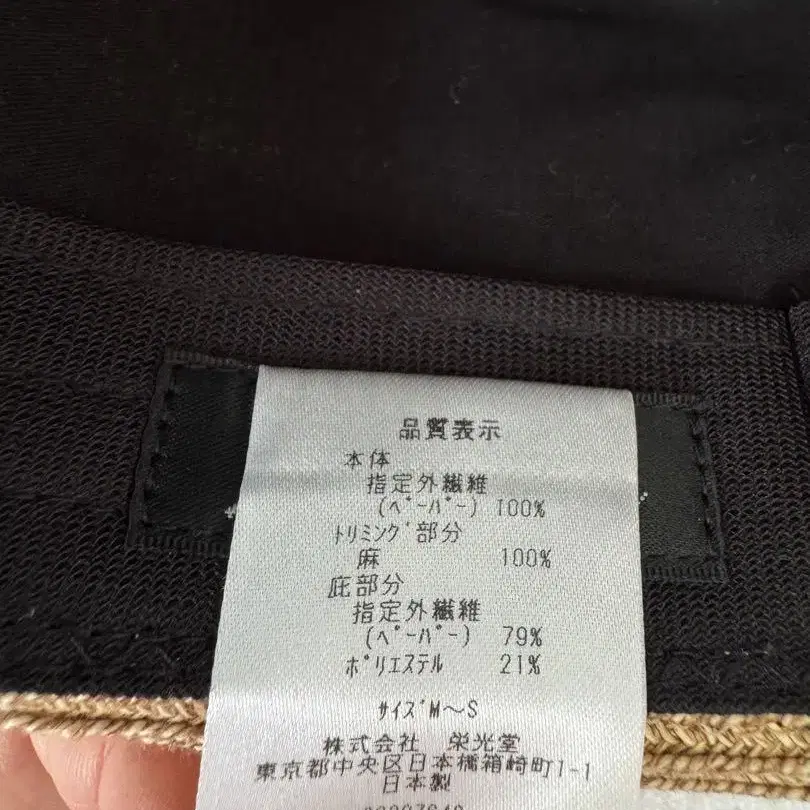 品質表示
本体
指定外繊維
(ペーパー) 100%
トリミング部分
麻 100%
庇部分
指定外繊維
(ペーパー) 79%
ポリエステル 21%
サイズM〜S
株式会社 栄光堂
東京都中央区日本橋箱崎町1-1
日本製